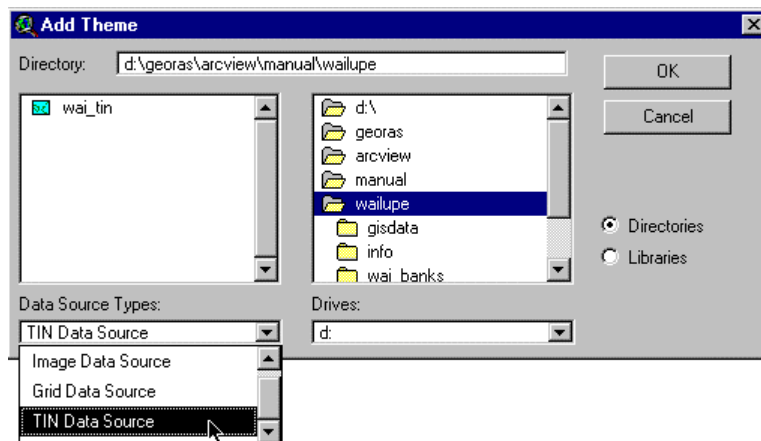 Add Theme
Directory: d:\georas\arcview\manual\wailupe
OK
Cancel
wai_tin
d:\
georas
arcview
manual
wailupe
gisdata
info
wai_banks
Directories
Libraries
Data Source Types:
Drives:
TIN Data Source
d:
Image Data Source
Grid Data Source
TIN Data Source